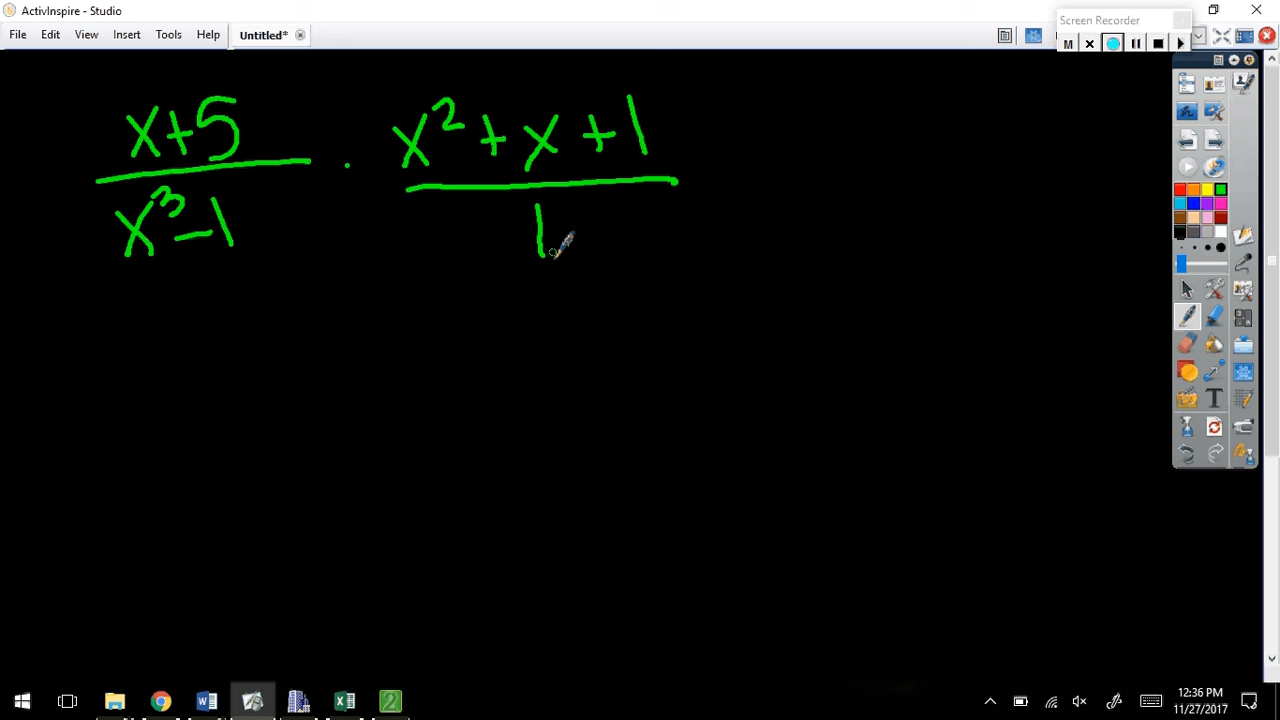 ActivInspire - Studio
Screen Recorder
File Edit View Insert Tools Help Untitled*
M
x+5 · x² + x + 1
x³ - 1 1
T
2
12:36 PM
11/27/2017